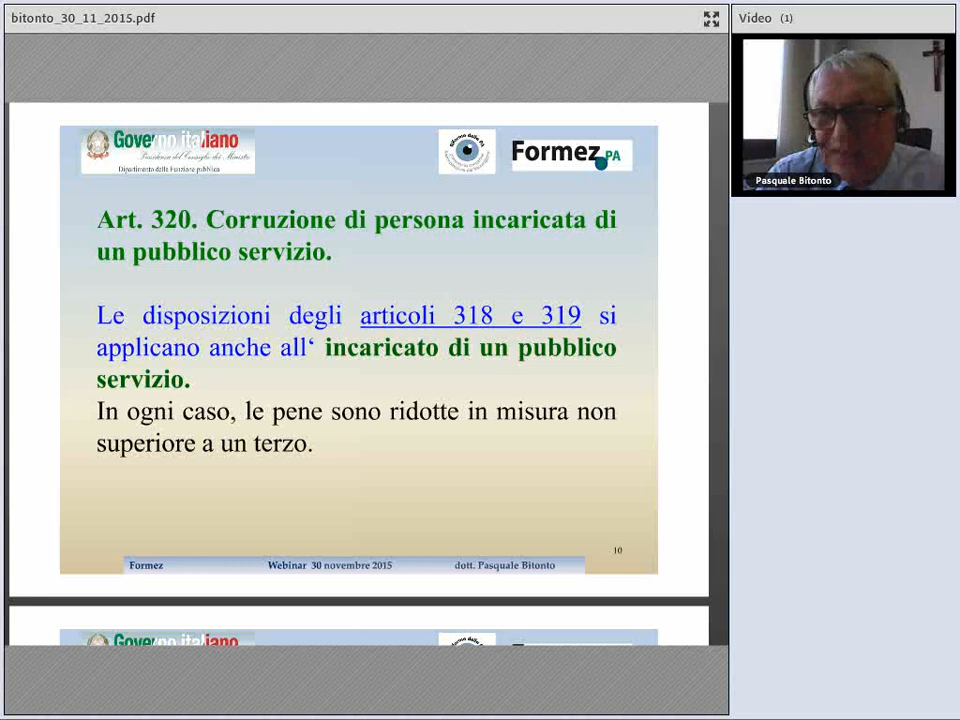 bitonto_30_11_2015.pdf
Video (1)
Pasquale Bitonto
Governo italiano
Presidenza del Consiglio dei Ministri
Dipartimento della Funzione pubblica
Formez PA
Art. 320. Corruzione di persona incaricata di
un pubblico servizio.
Le disposizioni degli articoli 318 e 319 si
applicano anche all‘ incaricato di un pubblico
servizio.
In ogni caso, le pene sono ridotte in misura non
superiore a un terzo.
10
Formez Webinar 30 novembre 2015 dott. Pasquale Bitonto
Governo italiano